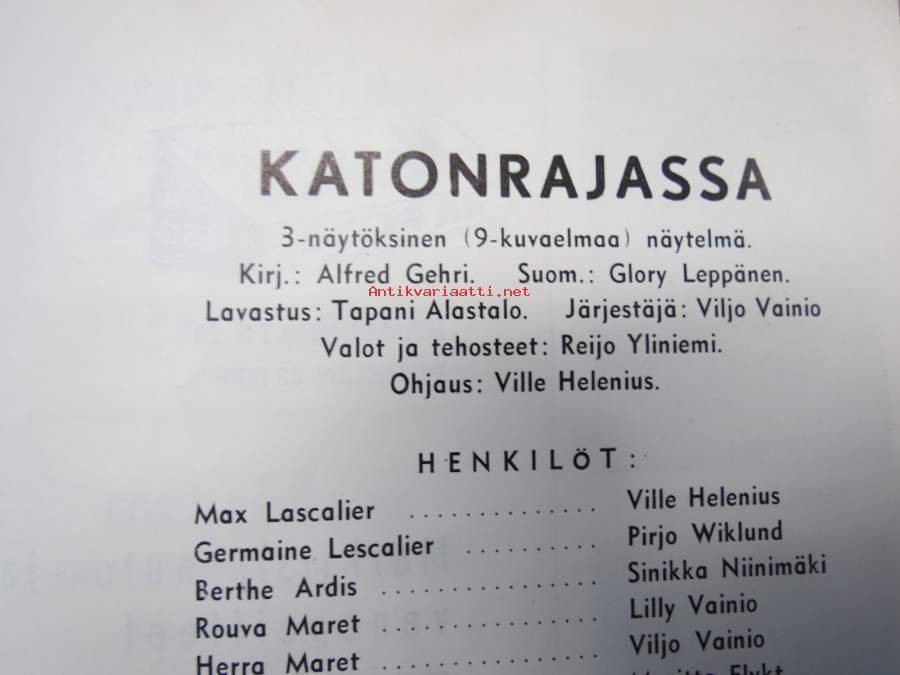 KATONRAJASSA
3-näytöksinen (9-kuvaelmaa) näytelmä.
Kirj.: Alfred Gehri. Suom.: Glory Leppänen.
Antikvariaatti.net
Lavastus: Tapani Alastalo. Järjestäjä: Viljo Vainio
Valot ja tehosteet: Reijo Yliniemi.
Ohjaus: Ville Helenius.
HENKILÖT:
Max Lascalier .............. Ville Helenius
Germaine Lescalier .......... Pirjo Wiklund
Berthe Ardis ................ Sinikka Niinimäki
Rouva Maret ................ Lilly Vainio
Herra Maret ................ Viljo Vainio